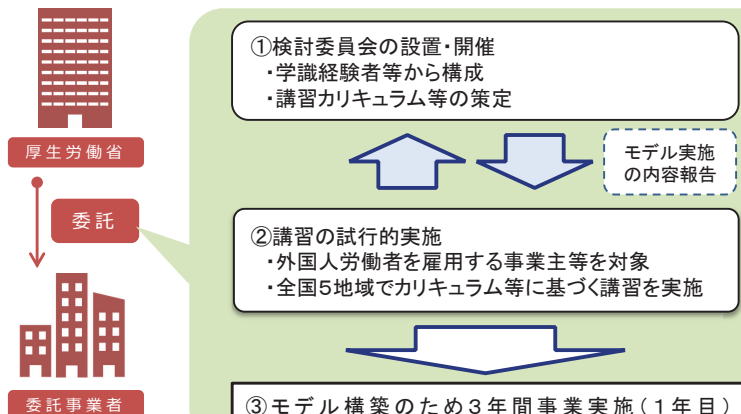 厚生労働省
委託
委託事業者
①検討委員会の設置・開催
・学識経験者等から構成
・講習カリキュラム等の策定
モデル実施
の内容報告
②講習の試行的実施
・外国人労働者を雇用する事業主等を対象
・全国5地域でカリキュラム等に基づく講習を実施
③モデル構築のため3年間事業実施(1年目)